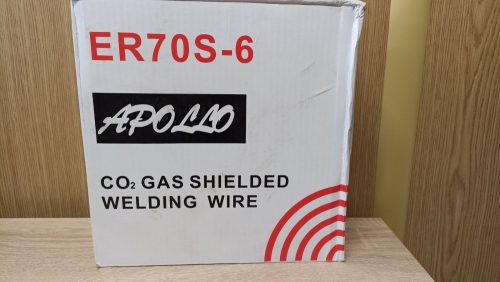 ER70S-6
APOLLO
CO₂ GAS SHIELDED
WELDING WIRE